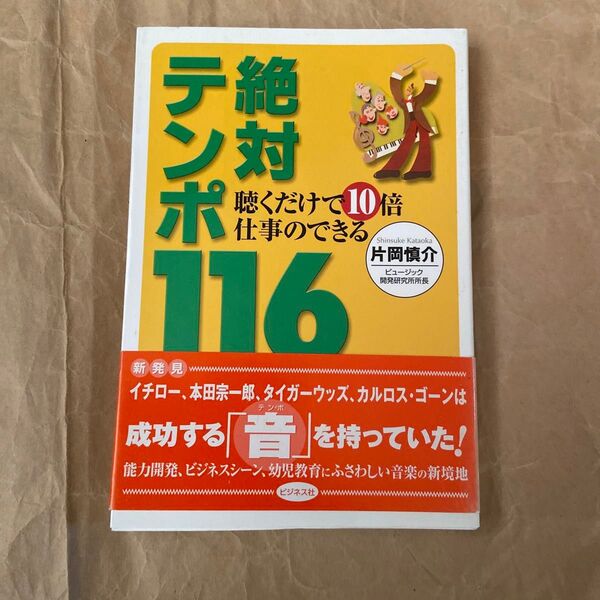 絶対
テンポ
116
聴くだけで10倍
仕事のできる
Shinsuke Kataoka
片岡慎介
ビュージック
開発研究所所長
新発見
イチロー、本田宗一郎、タイガーウッズ、カルロス・ゴーンは
テンポ
成功する「音」を持っていた!
能力開発、ビジネスシーン、幼児教育にふさわしい音楽の新境地
ビジネス社